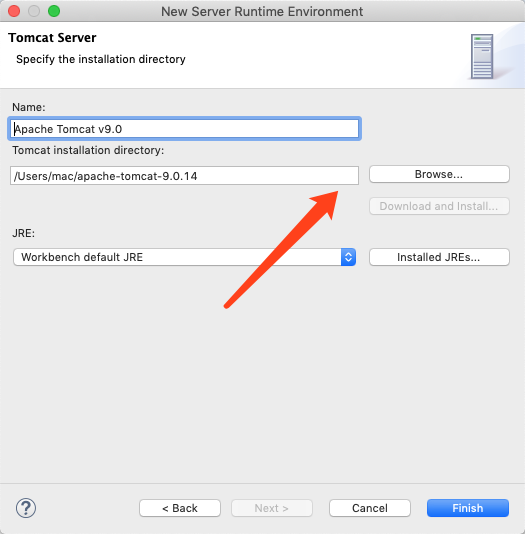 New Server Runtime Environment
Tomcat Server
Specify the installation directory
Name:
Apache Tomcat v9.0
Tomcat installation directory:
/Users/mac/apache-tomcat-9.0.14
Browse...
Download and Install...
JRE:
Workbench default JRE
Installed JREs...
?
< Back
Next >
Cancel
Finish